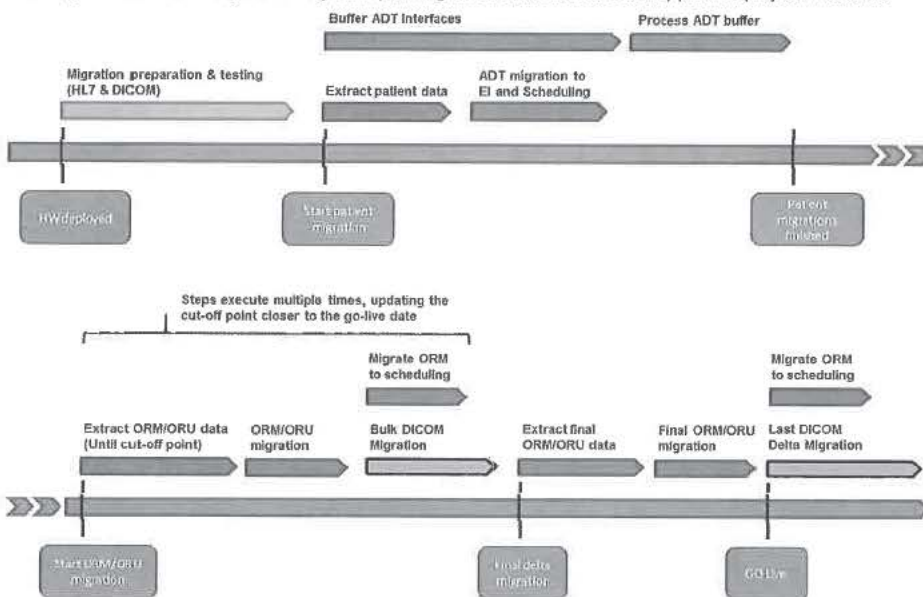 Buffer ADT Interfaces
Process ADT buffer
Migration preparation & testing
(HL7 & DICOM)
Extract patient data
ADT migration to
EI and Scheduling
HW deployed
Start patient
migration
Patient
migrations
finished
Steps execute multiple times, updating the
cut-off point closer to the go-live date
Migrate ORM
to scheduling
Migrate ORM
to scheduling
Extract ORM/ORU data
(Until cut-off point)
ORM/ORU
migration
Bulk DICOM
Migration
Extract final
ORM/ORU data
Final ORM/ORU
migration
Last DICOM
Delta Migration
Start ORM/ORU
migration
Final delta
migration
GO Live